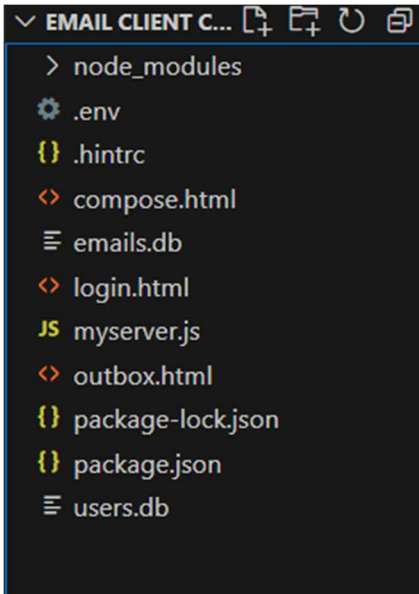 EMAIL CLIENT C...
node_modules
.env
{} .hintrc
<> compose.html
emails.db
<> login.html
JS myserver.js
<> outbox.html
{} package-lock.json
{} package.json
users.db